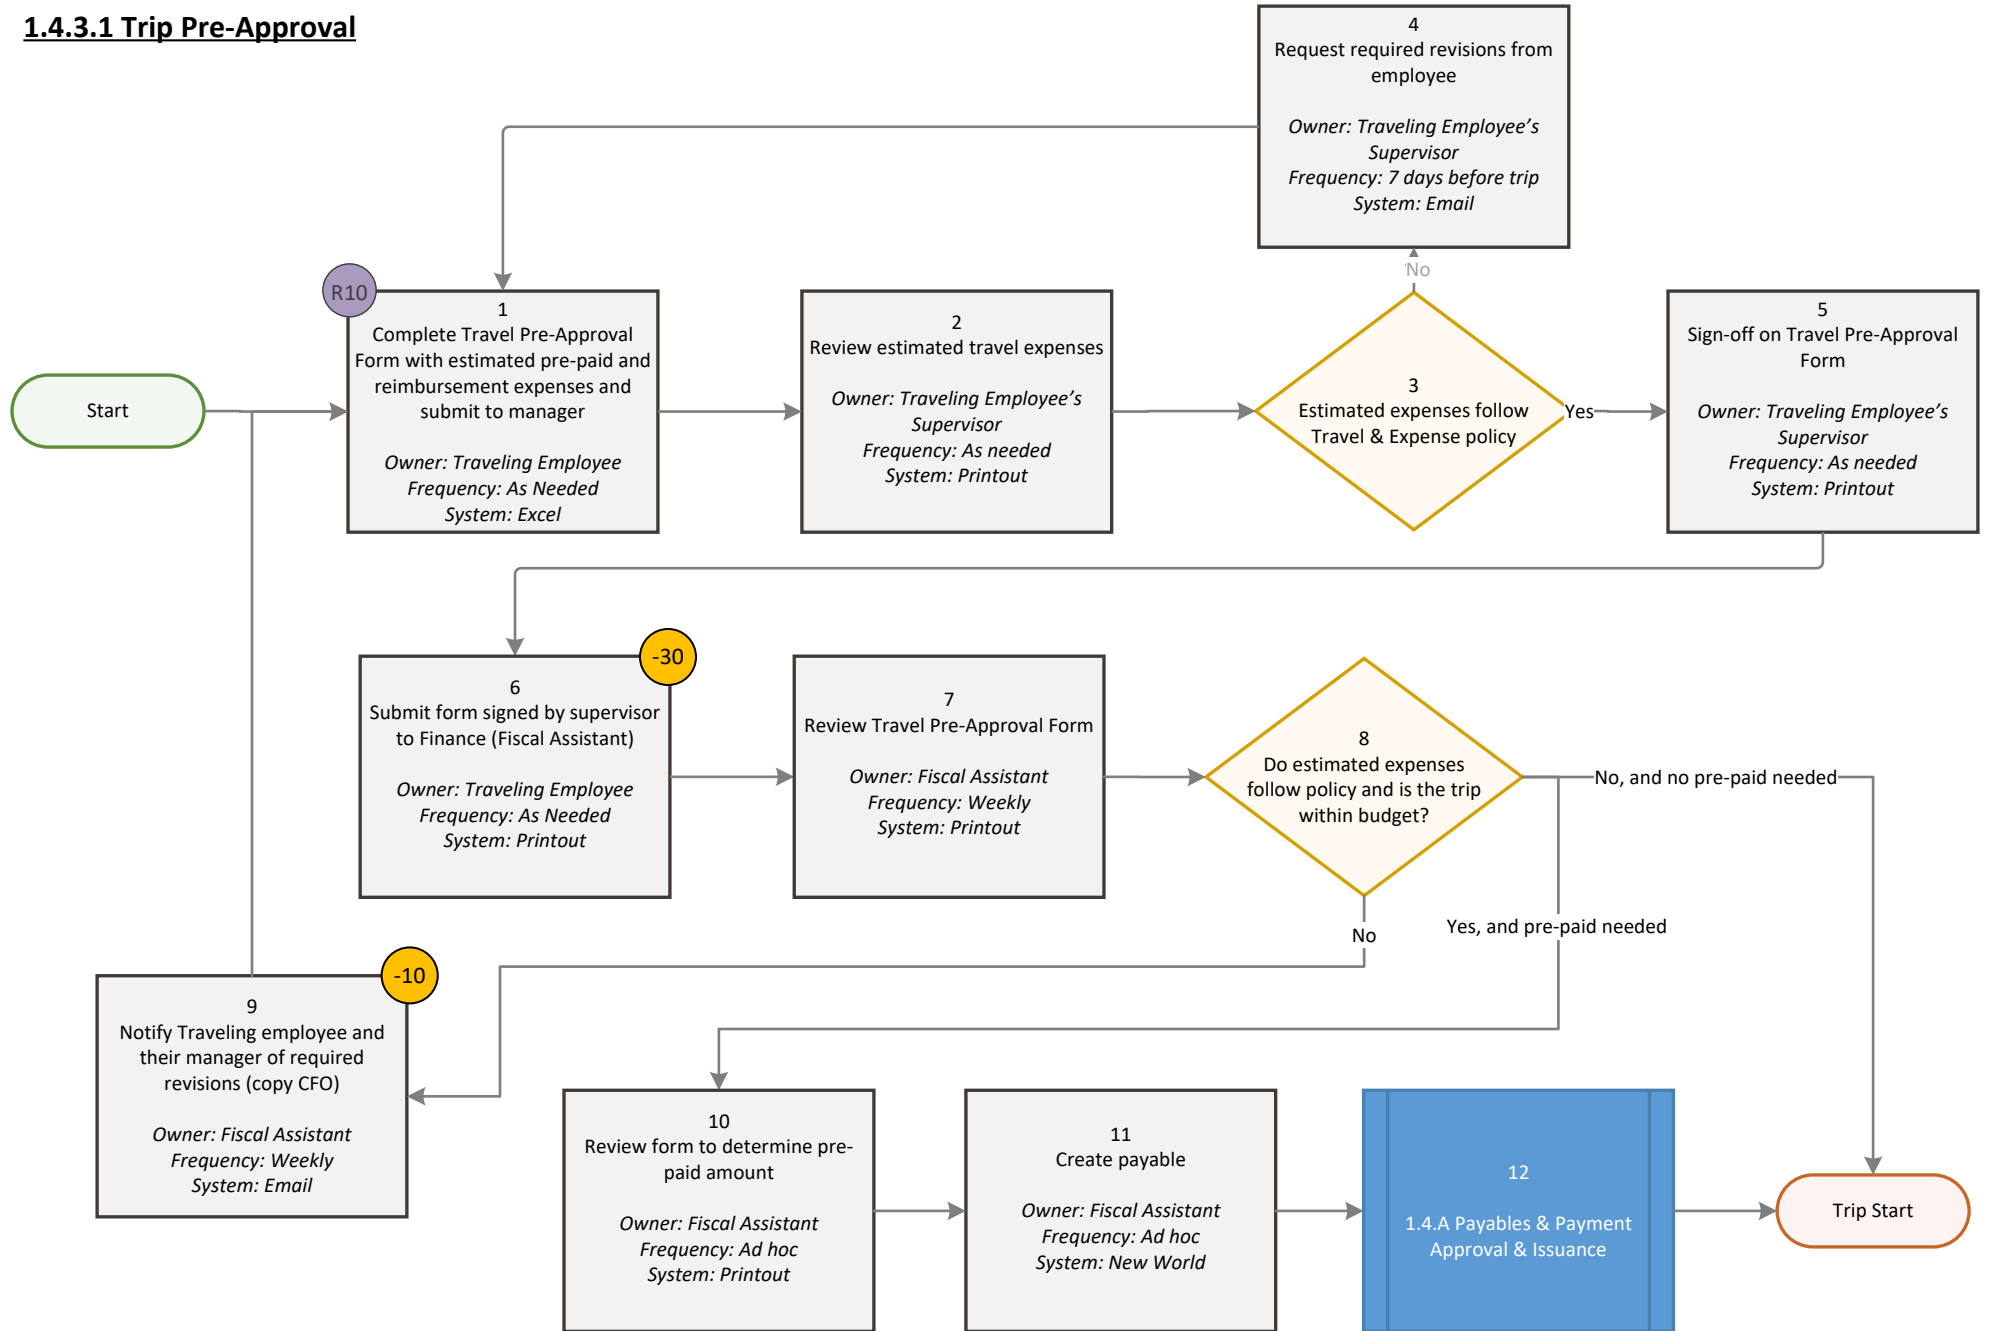 1.4.3.1 Trip Pre-Approval
4
Request required revisions from
employee
Owner: Traveling Employee’s
Supervisor
Frequency: 7 days before trip
System: Email
No
R10
1
Complete Travel Pre-Approval
Form with estimated pre-paid and
reimbursement expenses and
submit to manager
Owner: Traveling Employee
Frequency: As Needed
System: Excel
2
Review estimated travel expenses
Owner: Traveling Employee’s
Supervisor
Frequency: As needed
System: Printout
3
Estimated expenses follow
Travel & Expense policy
Yes
5
Sign-off on Travel Pre-Approval
Form
Owner: Traveling Employee’s
Supervisor
Frequency: As needed
System: Printout
Start
-30
6
Submit form signed by supervisor
to Finance (Fiscal Assistant)
Owner: Traveling Employee
Frequency: As Needed
System: Printout
7
Review Travel Pre-Approval Form
Owner: Fiscal Assistant
Frequency: Weekly
System: Printout
8
Do estimated expenses
follow policy and is the trip
within budget?
No, and no pre-paid needed
No
Yes, and pre-paid needed
-10
9
Notify Traveling employee and
their manager of required
revisions (copy CFO)
Owner: Fiscal Assistant
Frequency: Weekly
System: Email
10
Review form to determine pre-
paid amount
Owner: Fiscal Assistant
Frequency: Ad hoc
System: Printout
11
Create payable
Owner: Fiscal Assistant
Frequency: Ad hoc
System: New World
12
1.4.A Payables & Payment
Approval & Issuance
Trip Start